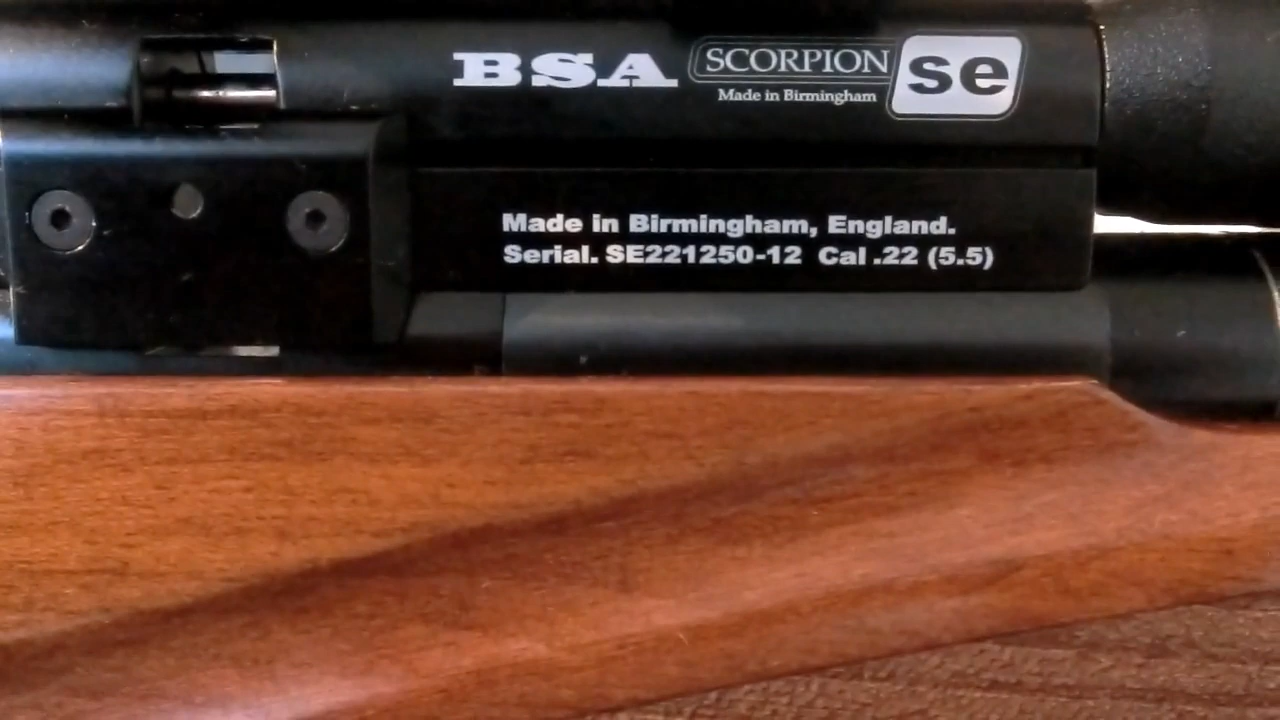 BSA SCORPION se
Made in Birmingham
Made in Birmingham, England.
Serial. SE221250-12 Cal .22 (5.5)